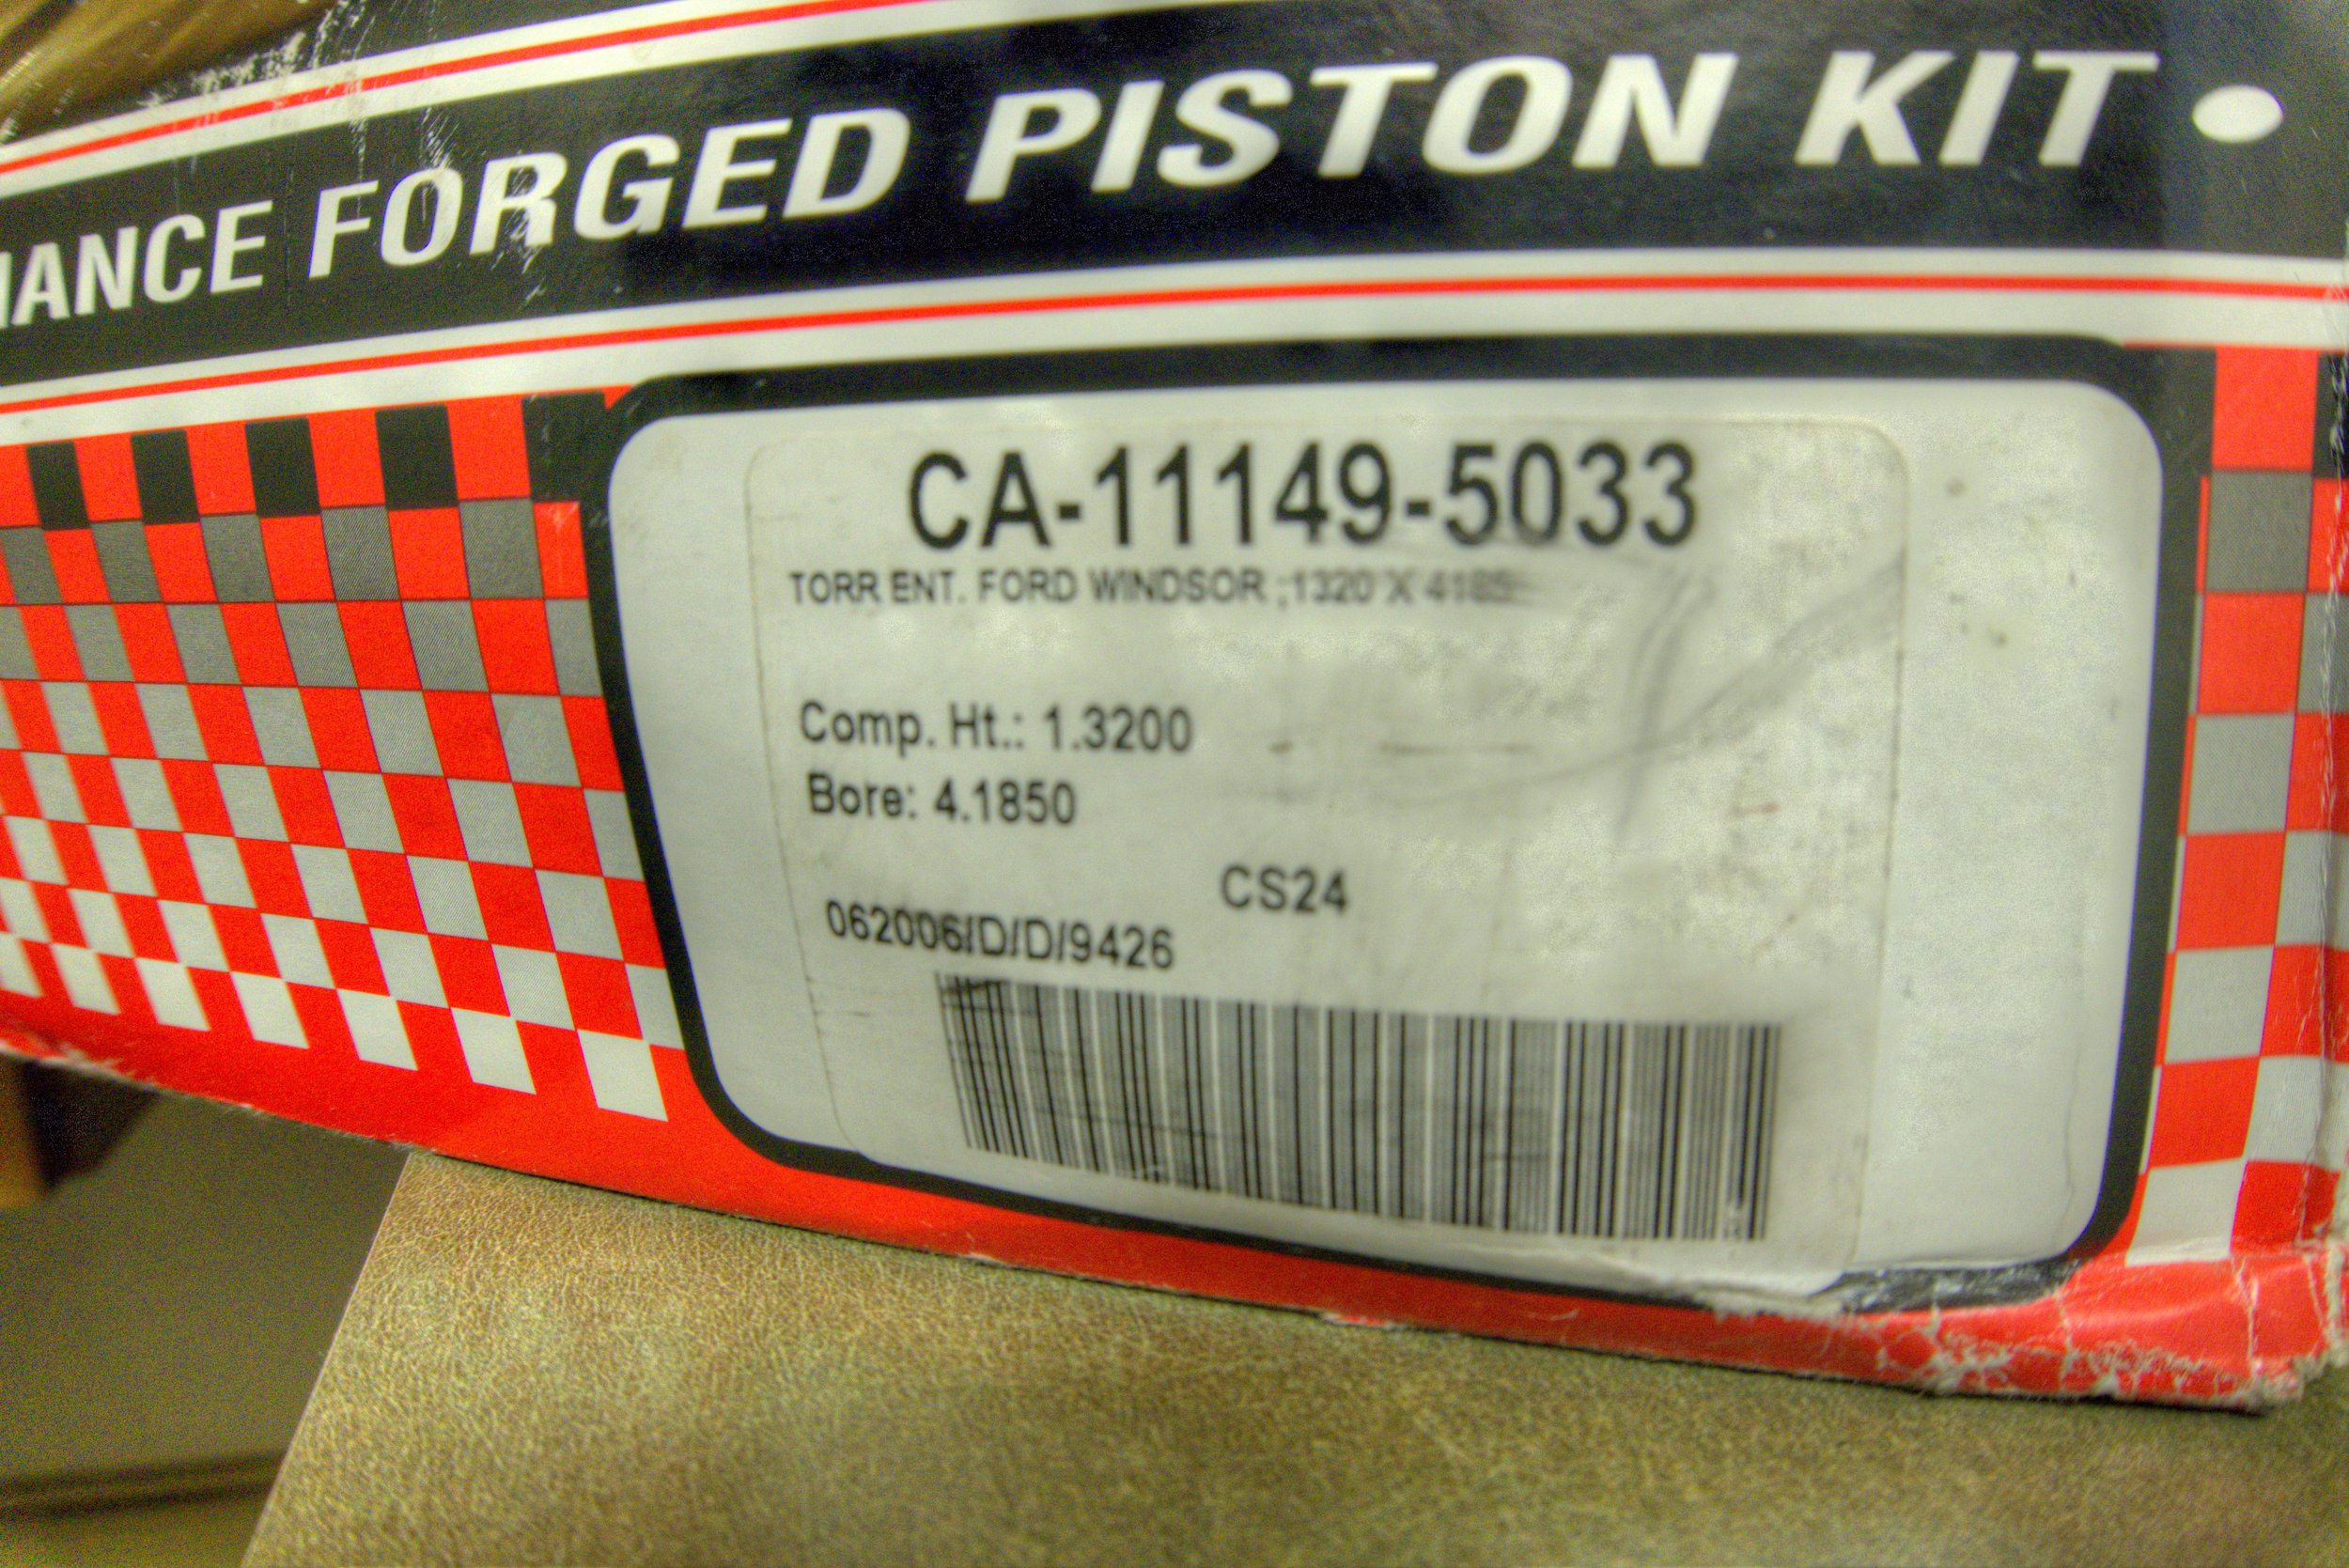 FORGED PISTON KIT •
CA-11149-5033
TORR ENT. FORD WINDSOR ;1320 X 4185
Comp. Ht.: 1.3200
Bore: 4.1850
CS24
062006/D/D/9426